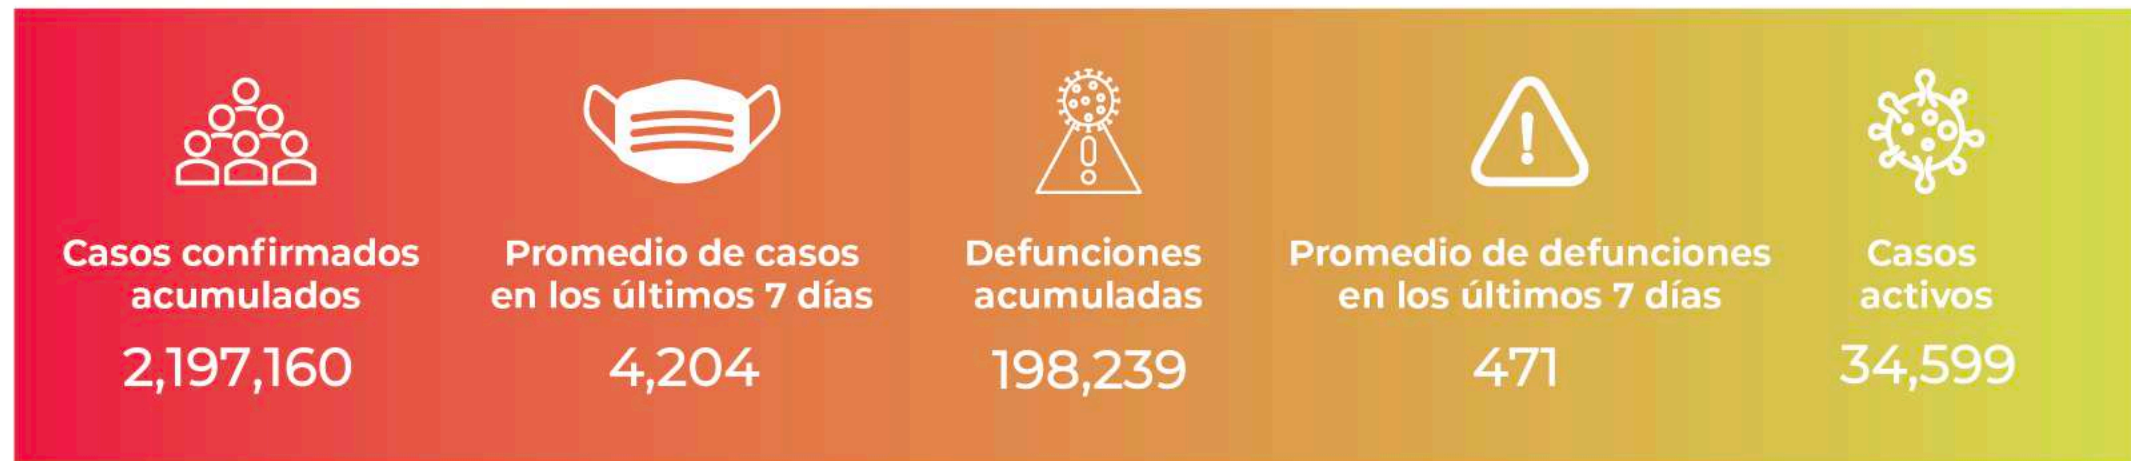 Casos confirmados
acumulados
2,197,160
Promedio de casos
en los últimos 7 días
4,204
Defunciones
acumuladas
198,239
Promedio de defunciones
en los últimos 7 días
471
Casos
activos
34,599